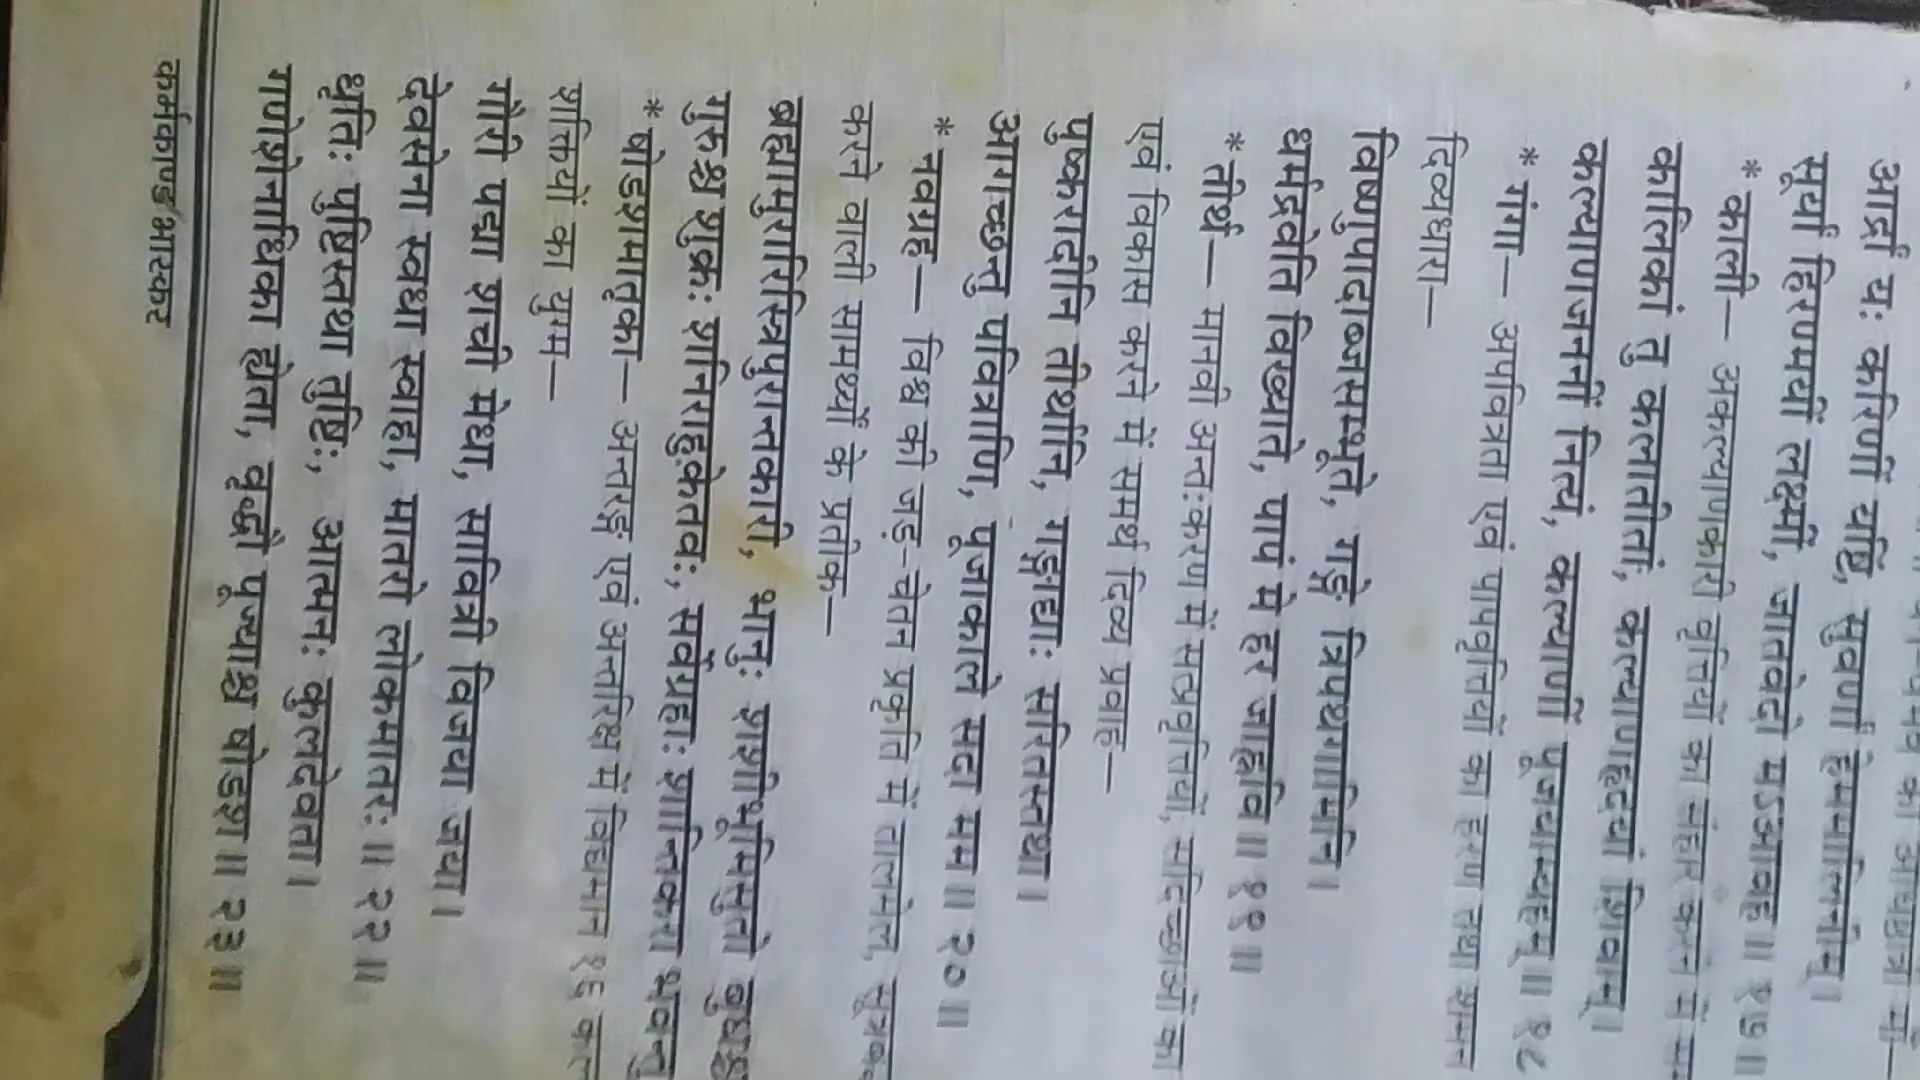 आर्द्रां यः करिणीं यष्टिं, सुवर्णां हेममालिनीम्।
सूर्यां हिरण्मयीं लक्ष्मीं, जातवेदो मऽआवह॥ १७॥
* काली— अकल्याणकारी वृत्तियों का संहार करने में
कालिकां तु कलातीतां, कल्याणहृदयां शिवाम्।
कल्याणजननीं नित्यं, कल्याणीं पूजयाम्यहम्॥ १८
* गंगा— अपवित्रता एवं पापवृत्तियों का हरण तथा शमन
दिव्यधारा—
विष्णुपादाब्जसम्भूते, गङ्गे त्रिपथगामिनि।
धर्मद्रवेति विख्याते, पापं मे हर जाह्नवि॥ १९॥
* तीर्थ— मानवी अन्तःकरण में सत्प्रवृत्तियों, सदिच्छाओं का
एवं विकास करने में समर्थ दिव्य प्रवाह—
पुष्करादीनि तीर्थानि, गङ्गाद्याः सरितस्तथा।
आगच्छन्तु पवित्राणि, पूजाकाले सदा मम॥ २०॥
* नवग्रह— विश्व की जड़-चेतन प्रकृति में तालमेल,
करने वाली सामर्थ्यों के प्रतीक—
ब्रह्मामुरारिस्त्रिपुरान्तकारी, भानुः शशीभूमिसुतो बुधश्च
गुरुश्च शुक्रः शनिराहुकेतवः, सर्वेग्रहाः शान्तिकरा भवन्तु
* षोडशमातृका— अन्तरङ्ग एवं अन्तरिक्ष में विद्यमान १६
शक्तियों का युग्म—
गौरी पद्मा शची मेधा, सावित्री विजया जया।
देवसेना स्वधा स्वाहा, मातरो लोकमातरः॥ २२॥
धृतिः पुष्टिस्तथा तुष्टिः, आत्मनः कुलदेवता।
गणेशेनाधिका ह्येता, वृद्धौ पूज्याश्च षोडश॥ २३॥
कर्मकाण्ड भास्कर